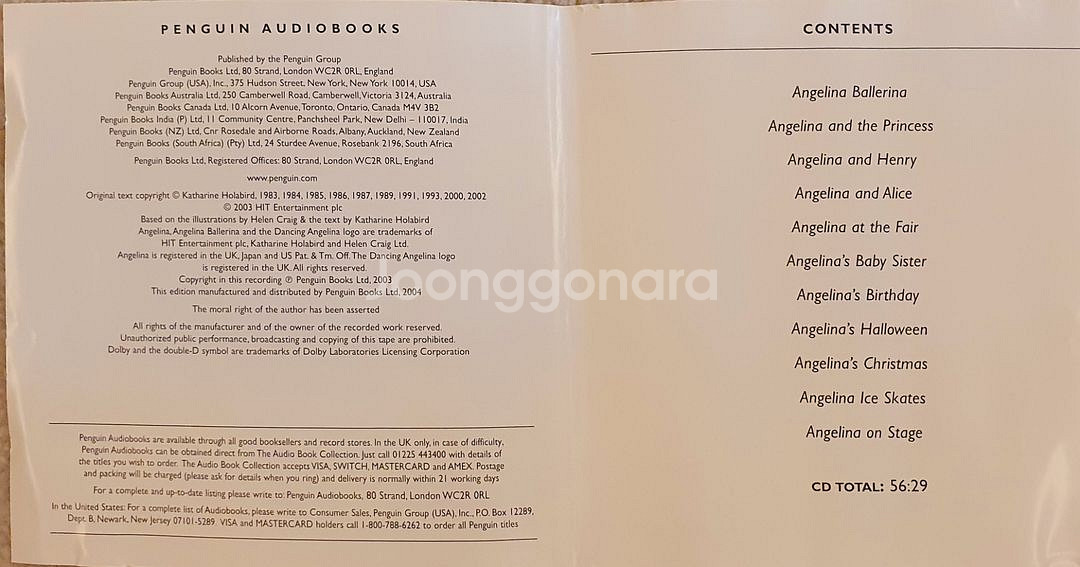 PENGUIN AUDIOBOOKS
Published by the Penguin Group
Penguin Books Ltd, 80 Strand, London WC2R 0RL, England
Penguin Group (USA), Inc., 375 Hudson Street, New York, New York 10014, USA
Penguin Books Australia Ltd, 250 Camberwell Road, Camberwell, Victoria 3124, Australia
Penguin Books Canada Ltd, 10 Alcorn Avenue, Toronto, Ontario, Canada M4V 3B2
Penguin Books India (P) Ltd, 11 Community Centre, Panchsheel Park, New Delhi – 110017, India
Penguin Books (NZ) Ltd, Cnr Rosedale and Airborne Roads, Albany, Auckland, New Zealand
Penguin Books (South Africa) (Pty) Ltd, 24 Sturdee Avenue, Rosebank 2196, South Africa
Penguin Books Ltd, Registered Offices: 80 Strand, London WC2R 0RL, England
www.penguin.com
Original text copyright © Katharine Holabird, 1983, 1984, 1985, 1986, 1987, 1989, 1991, 1993, 2000, 2002
© 2003 HIT Entertainment plc
Based on the illustrations by Helen Craig & the text by Katharine Holabird
Angelina, Angelina Ballerina and the Dancing Angelina logo are trademarks of
HIT Entertainment plc, Katharine Holabird and Helen Craig Ltd.
Angelina is registered in the UK, Japan and US Pat. & Tm. Off. The Dancing Angelina logo
is registered in the UK. All rights reserved.
Copyright in this recording ℗ Penguin Books Ltd, 2003
This edition manufactured and distributed by Penguin Books Ltd, 2004
The moral right of the author has been asserted
All rights of the manufacturer and of the owner of the recorded work reserved.
Unauthorized public performance, broadcasting and copying of this tape are prohibited.
Dolby and the double-D symbol are trademarks of Dolby Laboratories Licensing Corporation
Penguin Audiobooks are available through all good booksellers and record stores. In the UK only, in case of difficulty,
Penguin Audiobooks can be obtained direct from The Audio Book Collection. Just call 01225 443400 with details of
the titles you wish to order. The Audio Book Collection accepts VISA, SWITCH, MASTERCARD and AMEX. Postage
and packing will be charged (please ask for details when you ring) and delivery is normally within 21 working days
For a complete and up-to-date listing please write to: Penguin Audiobooks, 80 Strand, London WC2R 0RL
In the United States: For a complete list of Audiobooks, please write to Consumer Sales, Penguin Group (USA), Inc., P.O. Box 12289,
Dept. B, Newark, New Jersey 07101-5289. VISA and MASTERCARD holders call 1-800-788-6262 to order all Penguin titles
CONTENTS
Angelina Ballerina
Angelina and the Princess
Angelina and Henry
Angelina and Alice
Angelina at the Fair
Angelina's Baby Sister
Angelina's Birthday
Angelina's Halloween
Angelina's Christmas
Angelina Ice Skates
Angelina on Stage
CD TOTAL: 56:29
Joonggonara